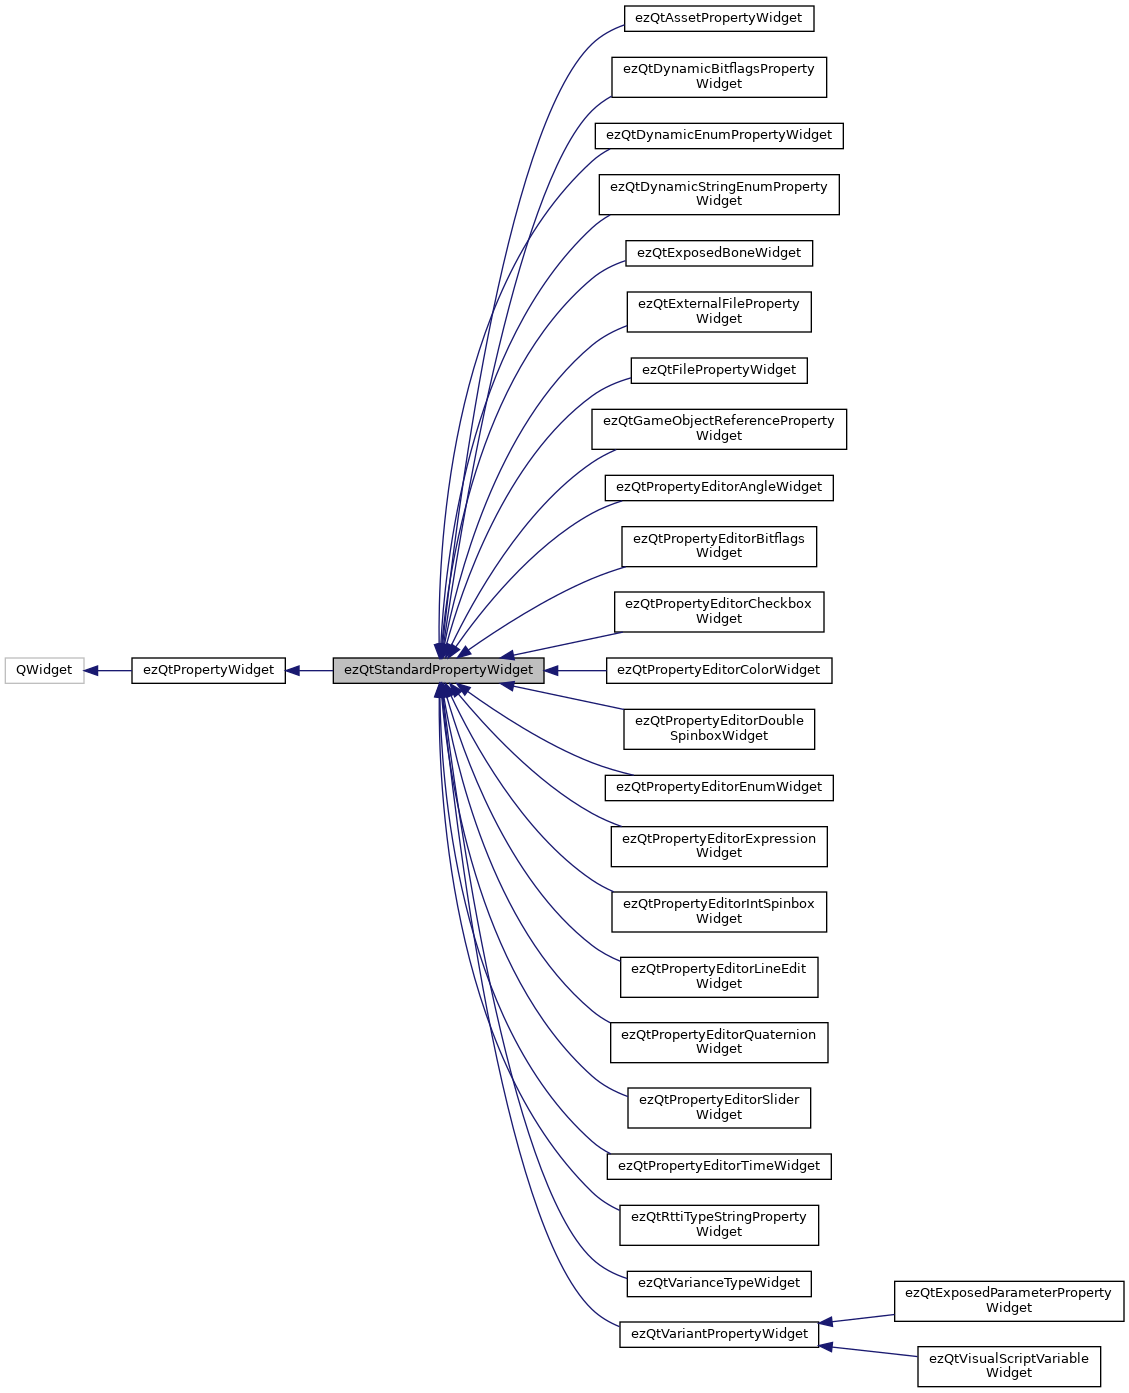 ezQtAssetPropertyWidget
ezQtDynamicBitflagsProperty
Widget
ezQtDynamicEnumPropertyWidget
ezQtDynamicStringEnumProperty
Widget
ezQtExposedBoneWidget
ezQtExternalFileProperty
Widget
ezQtFilePropertyWidget
ezQtGameObjectReferenceProperty
Widget
ezQtPropertyEditorAngleWidget
ezQtPropertyEditorBitflags
Widget
ezQtPropertyEditorCheckbox
Widget
QWidget
ezQtPropertyWidget
ezQtStandardPropertyWidget
ezQtPropertyEditorColorWidget
ezQtPropertyEditorDouble
SpinboxWidget
ezQtPropertyEditorEnumWidget
ezQtPropertyEditorExpression
Widget
ezQtPropertyEditorIntSpinbox
Widget
ezQtPropertyEditorLineEdit
Widget
ezQtPropertyEditorQuaternion
Widget
ezQtPropertyEditorSlider
Widget
ezQtPropertyEditorTimeWidget
ezQtRttiTypeStringProperty
Widget
ezQtVarianceTypeWidget
ezQtVariantPropertyWidget
ezQtExposedParameterProperty
Widget
ezQtVisualScriptVariable
Widget